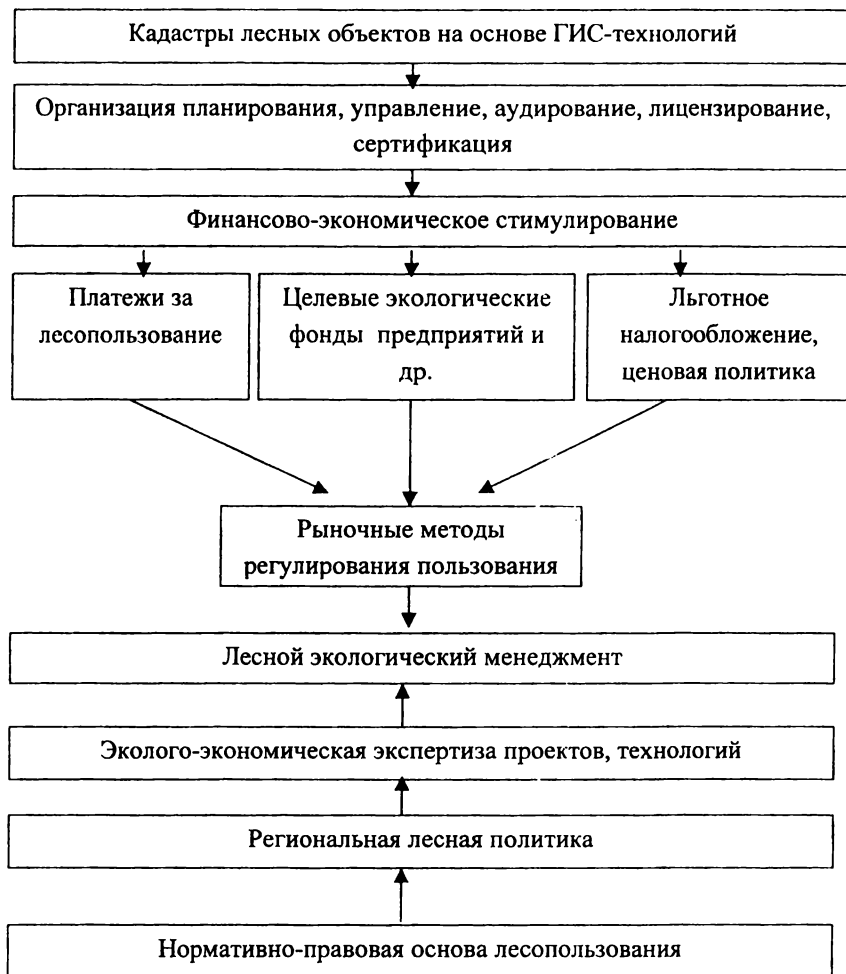 Кадастры лесных объектов на основе ГИС-технологий
Организация планирования, управление, аудирование, лицензирование,
сертификация
Финансово-экономическое стимулирование
Платежи за
лесопользование
Целевые экологические
фонды предприятий и
др.
Льготное
налогообложение,
ценовая политика
Рыночные методы
регулирования пользования
Лесной экологический менеджмент
Эколого-экономическая экспертиза проектов, технологий
Региональная лесная политика
Нормативно-правовая основа лесопользования